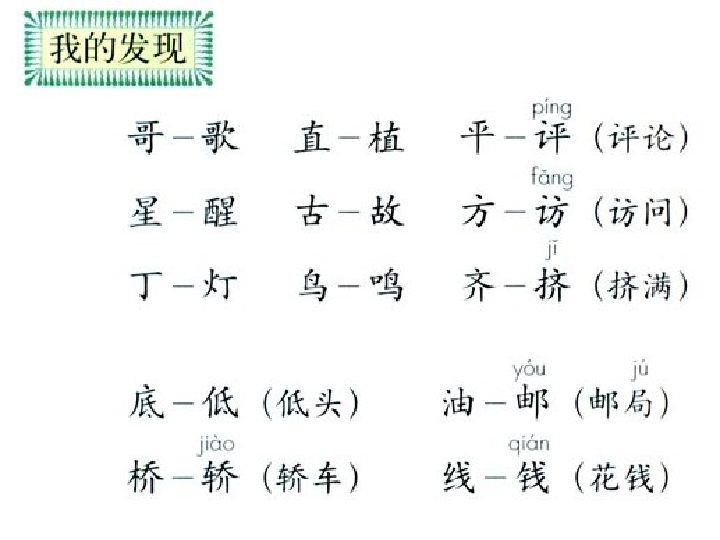 我的发现
píng
哥－歌 直－植 平－评（评论）
fǎng
星－醒 古－故 方－访（访问）
jǐ
丁－灯 鸟－鸣 齐－挤（挤满）
yóu jú
底－低（低头） 油－邮（邮局）
jiào qián
桥－轿（轿车） 线－钱（花钱）